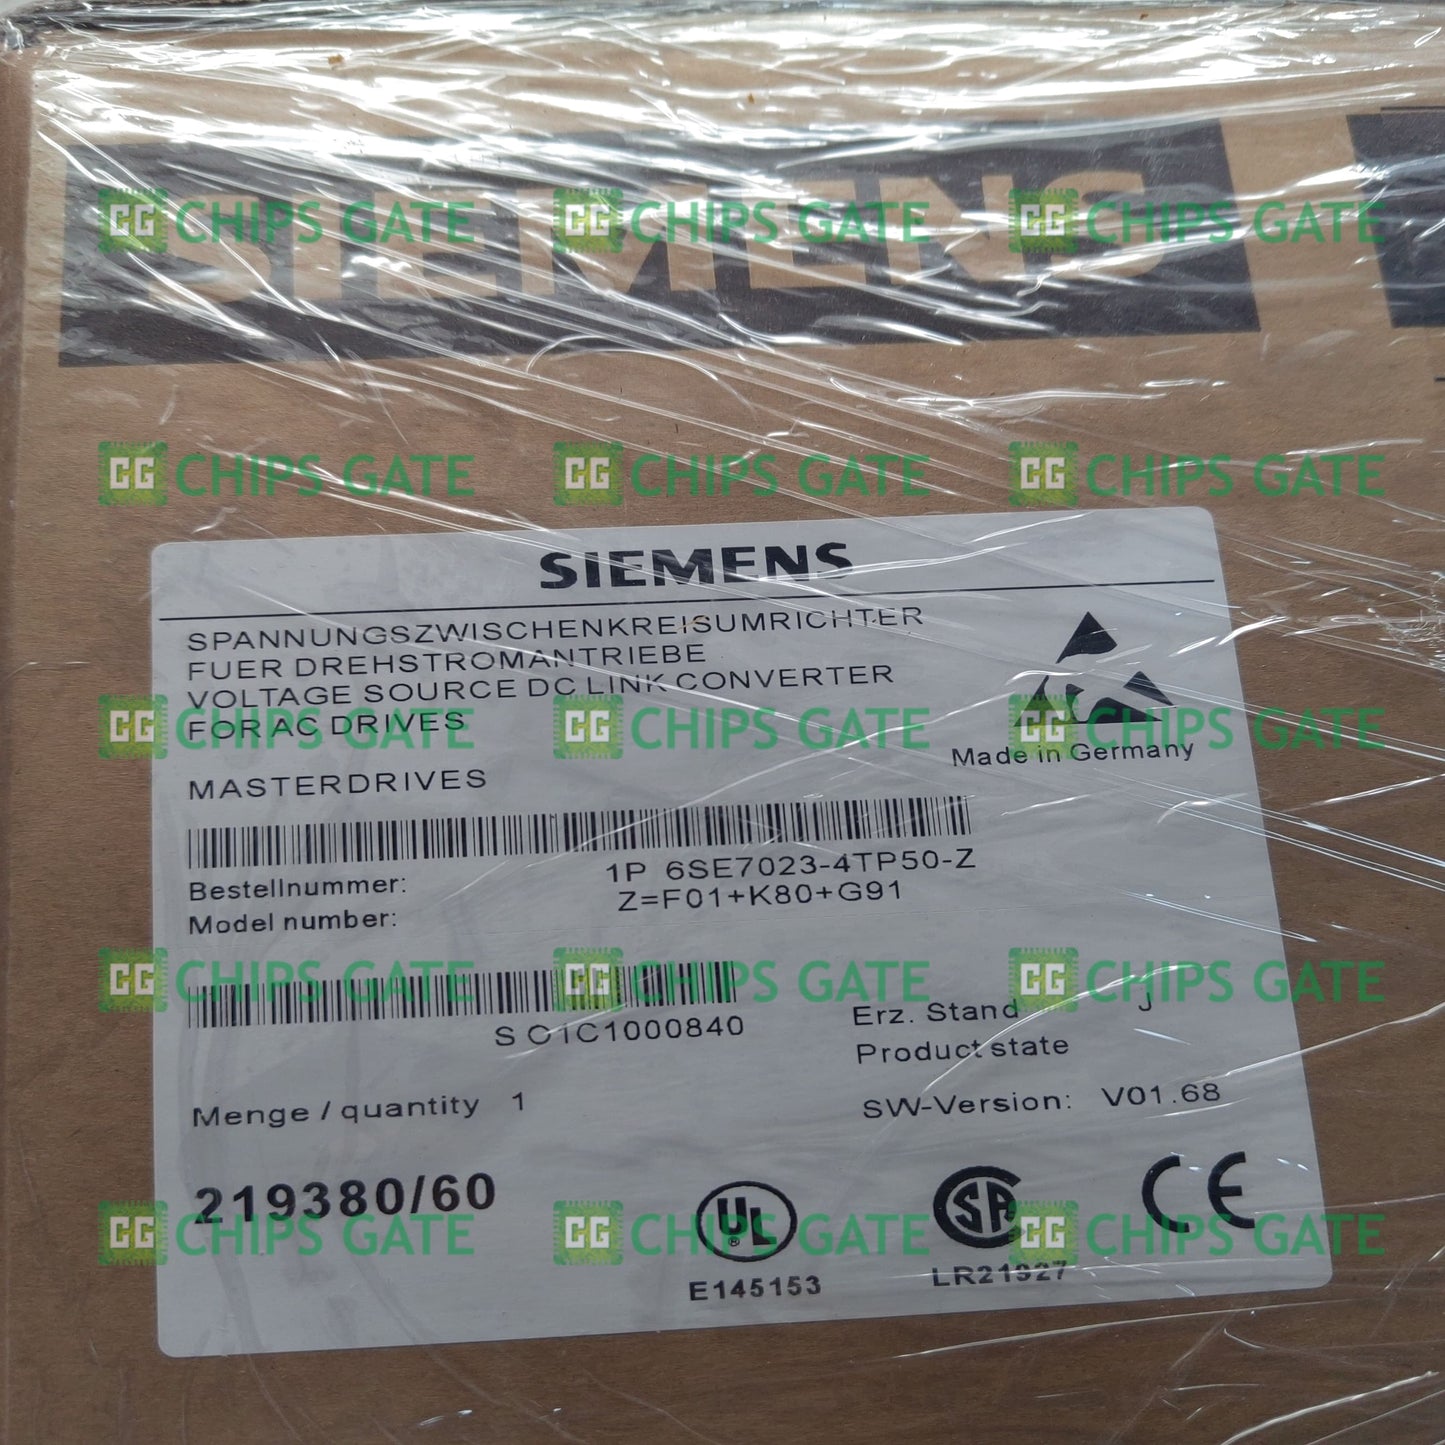 SIEMENS
CG CHIPS GATE CG CHIPS GATE CG CHIPS GATE
CG CHIPS GATE CG CHIPS GATE CG CHIPS GATE
SIEMENS
SPANNUNGSZWISCHENKREISUMRICHTER
FUER DREHSTROMANTRIEBE
VOLTAGE SOURCE DC LINK CONVERTER
FOR AC DRIVES
CG CHIPS GATE CG CHIPS GATE CG CHIPS GATE
Made in Germany
MASTERDRIVES
1P 6SE7023-4TP50-Z
Bestellnummer:
Z=F01+K80+G91
Model number:
CG CHIPS GATE CG CHIPS GATE CG CHIPS GATE
S C1C1000840
Erz. Stand J
Product state
Menge / quantity 1
SW-Version: V01.68
219380/60
UL
®
SA
CE
CG CHIPS GATE CG CHIPS GATE CG CHIPS GATE
E145153
LR21927